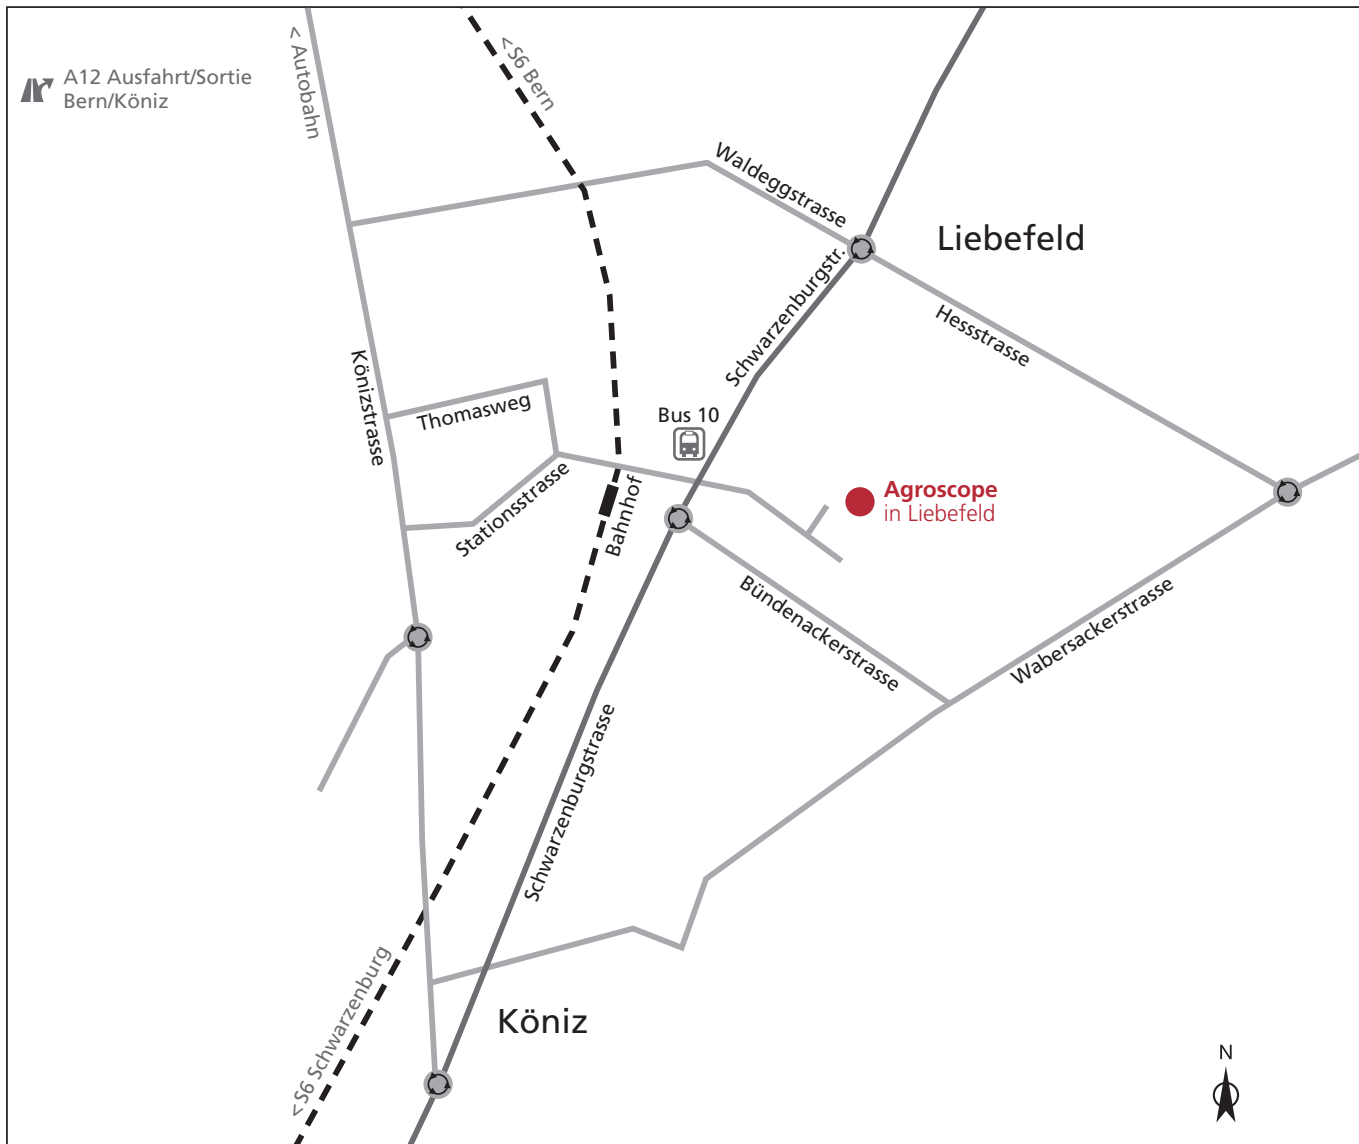 < Autobahn
< S6 Bern
A12 Ausfahrt/Sortie
Bern/Köniz
Waldeggstrasse
Liebefeld
Schwarzenburgstr.
Hessstrasse
Könizstrasse
Thomasweg
Bus 10
Stationsstrasse
Bahnhof
Agroscope
in Liebefeld
Bündenackerstrasse
Wabersackerstrasse
Schwarzenburgstrasse
< S6 Schwarzenburg
Köniz
N